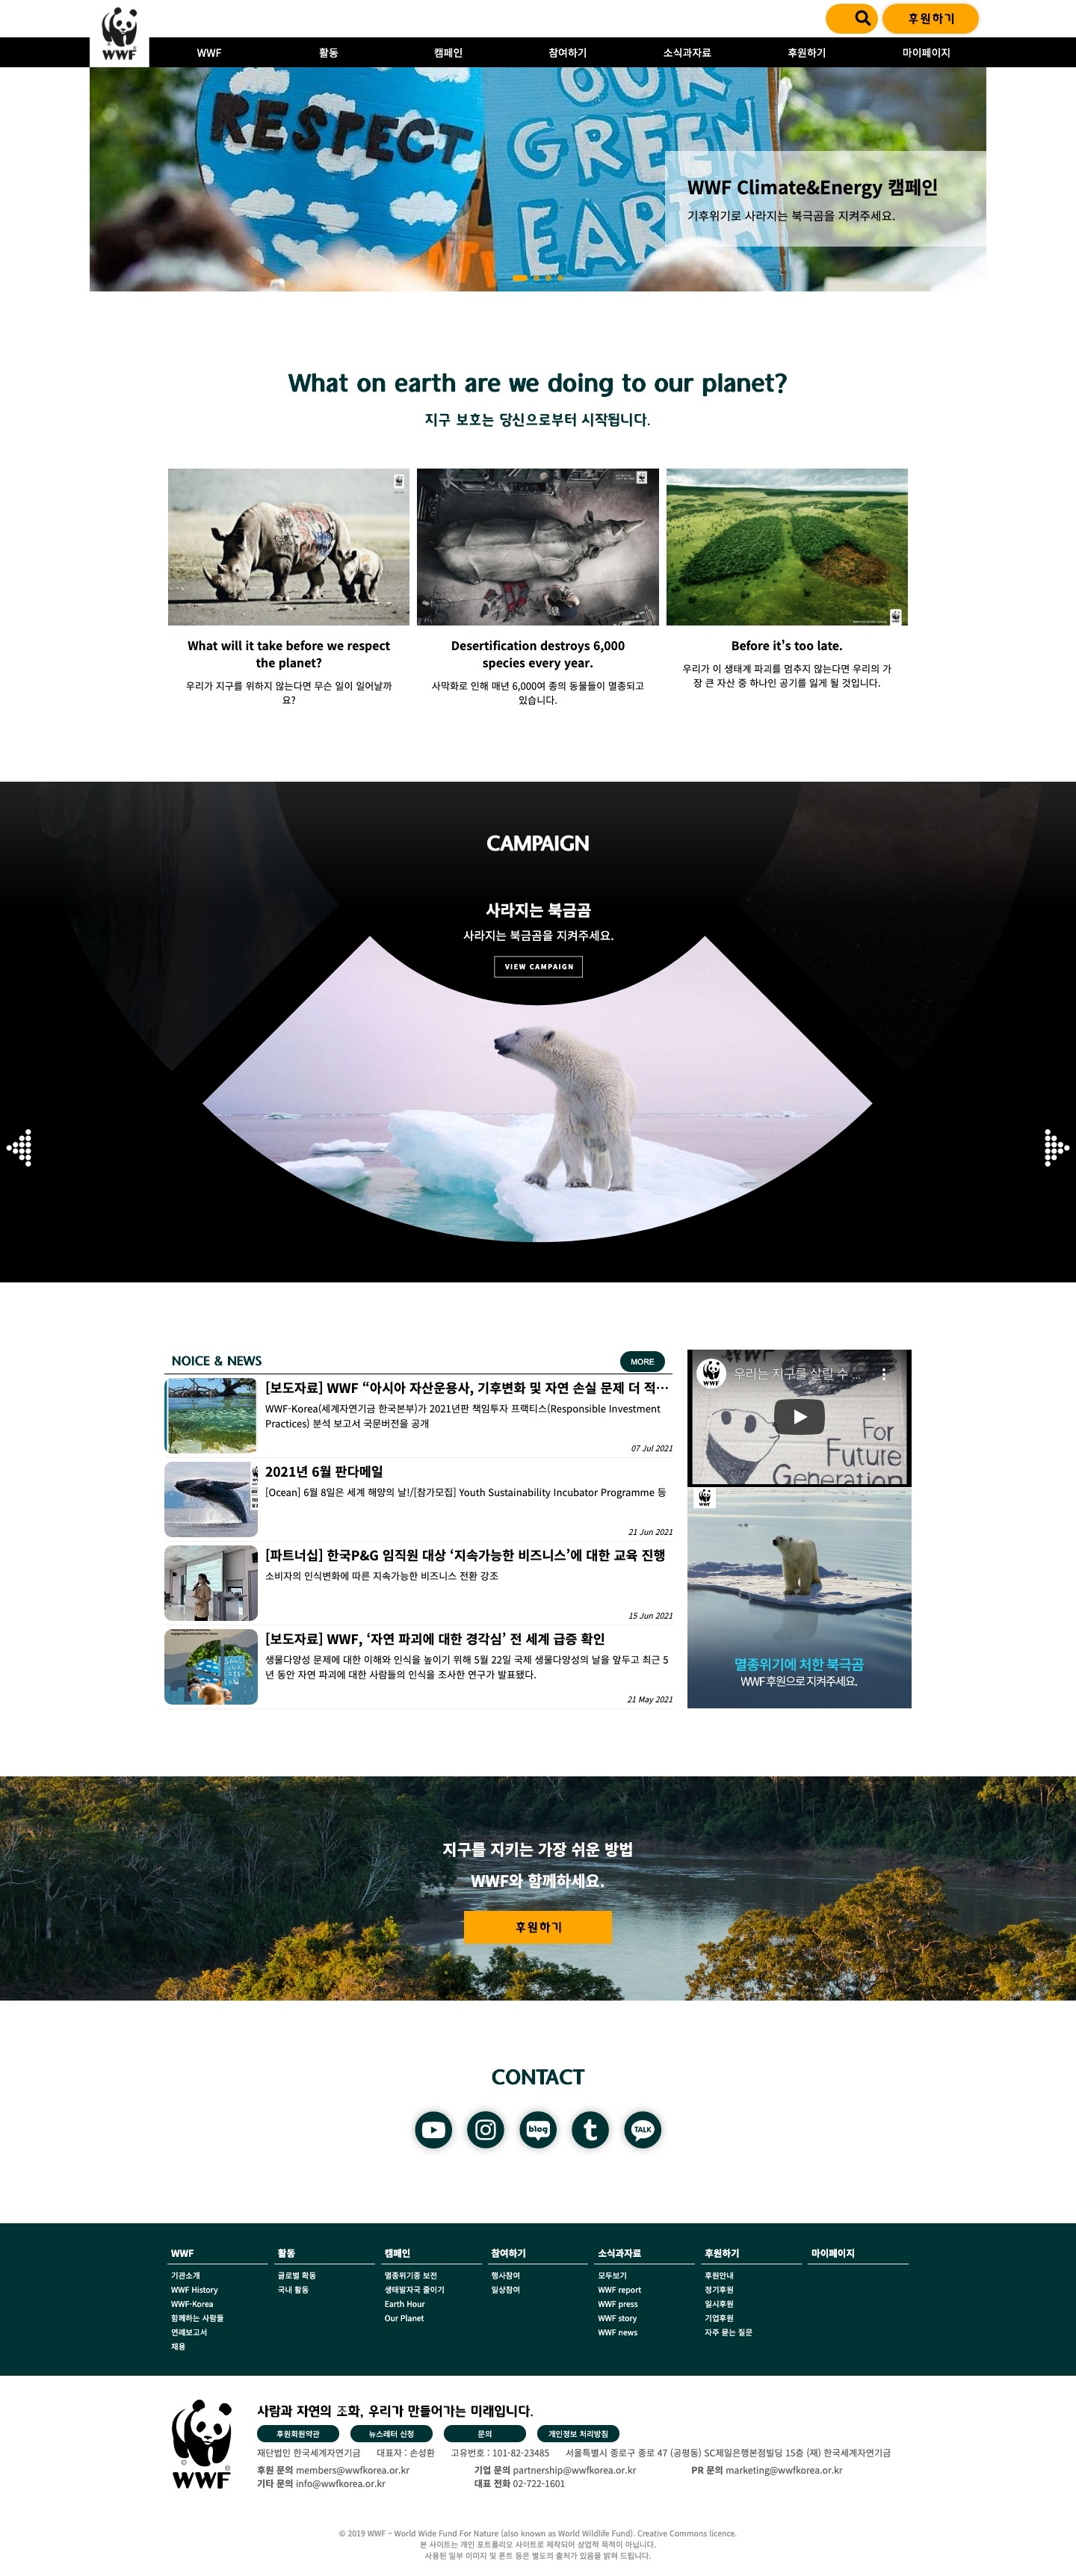 WWF
후원하기
WWF 활동 캠페인 참여하기 소식과자료 후원하기 마이페이지
RESPECT
OUR
GREEN
EARTH
WWF Climate&Energy 캠페인
기후위기로 사라지는 북극곰을 지켜주세요.
What on earth are we doing to our planet?
지구 보호는 당신으로부터 시작됩니다.
What will it take before we respect
the planet?
우리가 지구를 위하지 않는다면 무슨 일이 일어날까
요?
Desertification destroys 6,000
species every year.
사막화로 인해 매년 6,000여 종의 동물들이 멸종되고
있습니다.
Before it's too late.
우리가 이 생태계 파괴를 멈추지 않는다면 우리의 가
장 큰 자산 중 하나인 공기를 잃게 될 것입니다.
CAMPAIGN
사라지는 북금곰
사라지는 북금곰을 지켜주세요.
VIEW CAMPAIGN
NOICE & NEWS
MORE
[보도자료] WWF “아시아 자산운용사, 기후변화 및 자연 손실 문제 더 적…
WWF-Korea(세계자연기금 한국본부)가 2021년판 책임투자 프랙티스(Responsible Investment
Practices) 분석 보고서 국문버전을 공개
07 Jul 2021
2021년 6월 판다메일
[Ocean] 6월 8일은 세계 해양의 날!/[참가모집] Youth Sustainability Incubator Programme 등
21 Jun 2021
[파트너십] 한국P&G 임직원 대상 ‘지속가능한 비즈니스’에 대한 교육 진행
소비자의 인식변화에 따른 지속가능한 비즈니스 전환 강조
15 Jun 2021
[보도자료] WWF, ‘자연 파괴에 대한 경각심’ 전 세계 급증 확인
생물다양성 문제에 대한 이해와 인식을 높이기 위해 5월 22일 국제 생물다양성의 날을 앞두고 최근 5
년 동안 자연 파괴에 대한 사람들의 인식을 조사한 연구가 발표됐다.
21 May 2021
WWF
우리는 지구를 살릴 수 ...
For
Future
Generation
멸종위기에 처한 북극곰
WWF 후원으로 지켜주세요.
지구를 지키는 가장 쉬운 방법
WWF와 함께하세요.
후원하기
CONTACT
blog
t
TALK
WWF
기관소개
WWF History
WWF-Korea
함께하는 사람들
연례보고서
채용
활동
글로벌 확동
국내 활동
캠페인
멸종위기종 보전
생태발자국 줄이기
Earth Hour
Our Planet
참여하기
행사참여
일상참여
소식과자료
모두보기
WWF report
WWF press
WWF story
WWF news
후원하기
후원안내
정기후원
일시후원
기업후원
자주 묻는 질문
마이페이지
WWF
사람과 자연의 조화, 우리가 만들어가는 미래입니다.
후원회원약관 뉴스레터 신청 문의 개인정보 처리방침
재단법인 한국세계자연기금 대표자 : 손성환 고유번호 : 101-82-23485 서울특별시 종로구 종로 47 (공평동) SC제일은행본점빌딩 15층 (재) 한국세계자연기금
후원 문의 members@wwfkorea.or.kr 기업 문의 partnership@wwfkorea.or.kr PR 문의 marketing@wwfkorea.or.kr
기타 문의 info@wwfkorea.or.kr 대표 전화 02-722-1601
© 2019 WWF – World Wide Fund For Nature (also known as World Wildlife Fund). Creative Commons licence.
본 사이트는 개인 포트폴리오 사이트로 제작되어 상업적 목적이 아닙니다.
사용된 일부 이미지 및 폰트 등은 별도의 출처가 있음을 밝혀 드립니다.